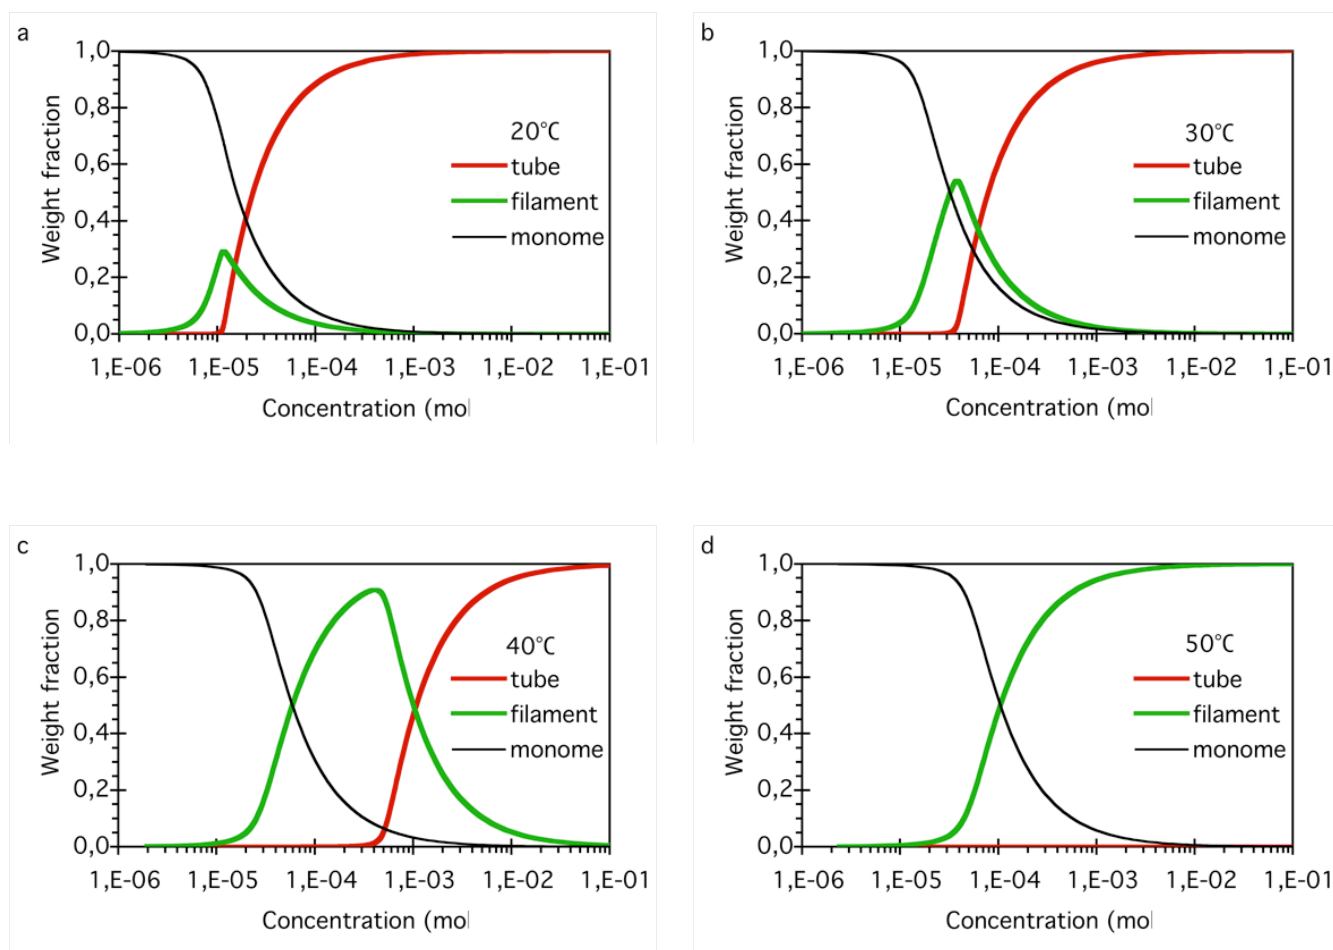 a
Weight fraction
1,0
0,8
0,6
0,4
0,2
0,0
20°C
tube
filament
monome
1,E-06 1,E-05 1,E-04 1,E-03 1,E-02 1,E-01
Concentration (mol
b
Weight fraction
1,0
0,8
0,6
0,4
0,2
0,0
30°C
tube
filament
monome
1,E-06 1,E-05 1,E-04 1,E-03 1,E-02 1,E-01
Concentration (mol
c
Weight fraction
1,0
0,8
0,6
0,4
0,2
0,0
40°C
tube
filament
monome
1,E-06 1,E-05 1,E-04 1,E-03 1,E-02 1,E-01
Concentration (mol
d
Weight fraction
1,0
0,8
0,6
0,4
0,2
0,0
50°C
tube
filament
monome
1,E-06 1,E-05 1,E-04 1,E-03 1,E-02 1,E-01
Concentration (mol